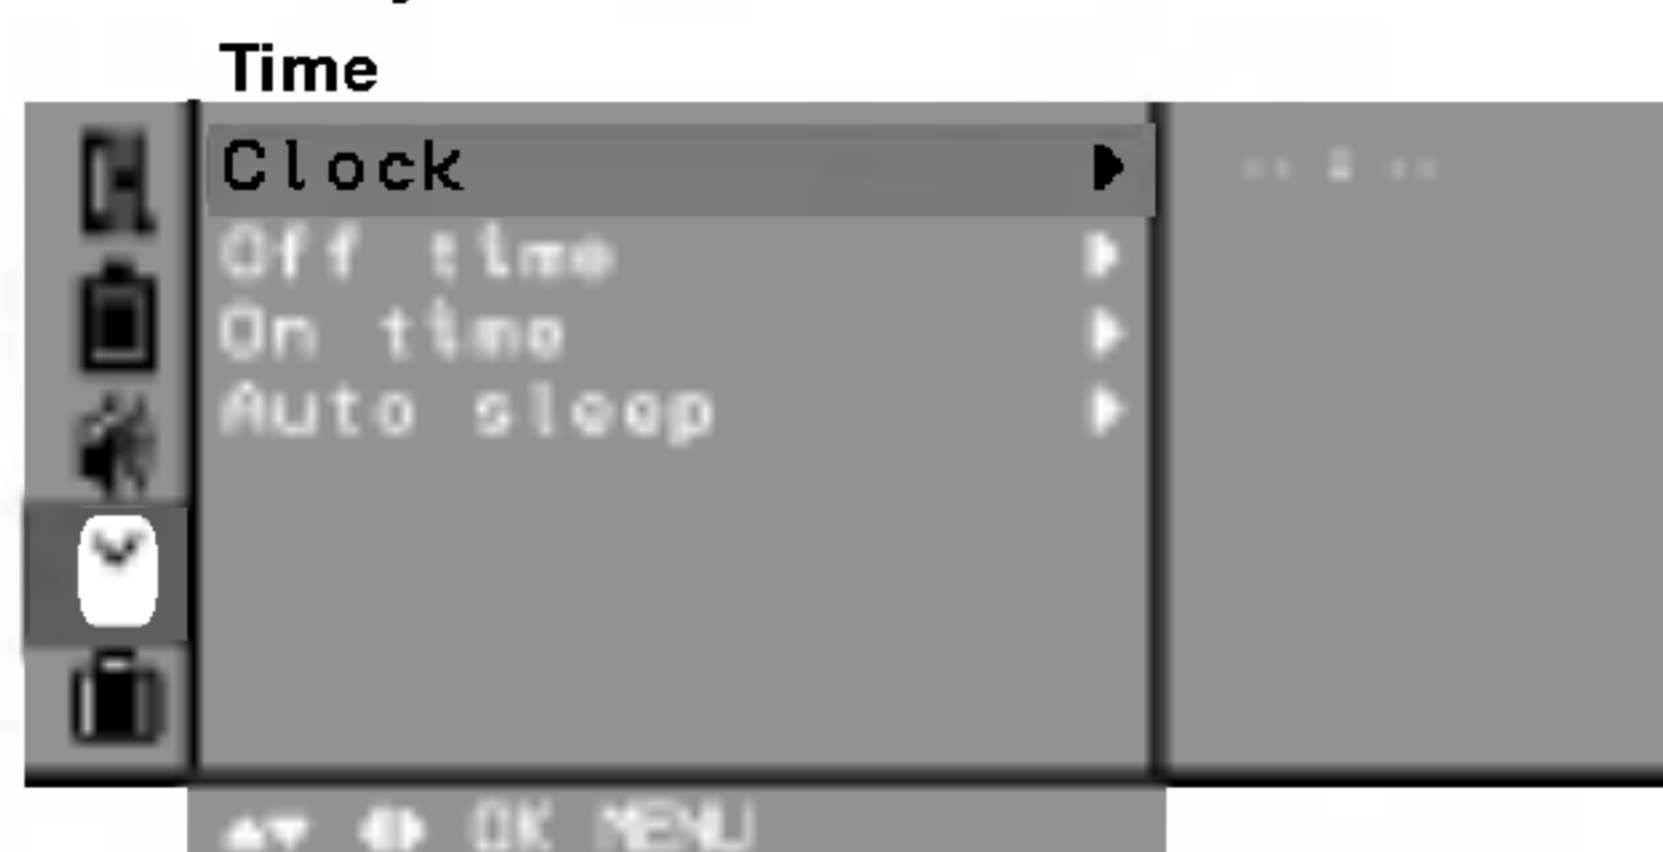 Time
Clock ▶ -- : --
Off time ▶
On time ▶
Auto sleep ▶
▲▼ ◀▶ OK MENU